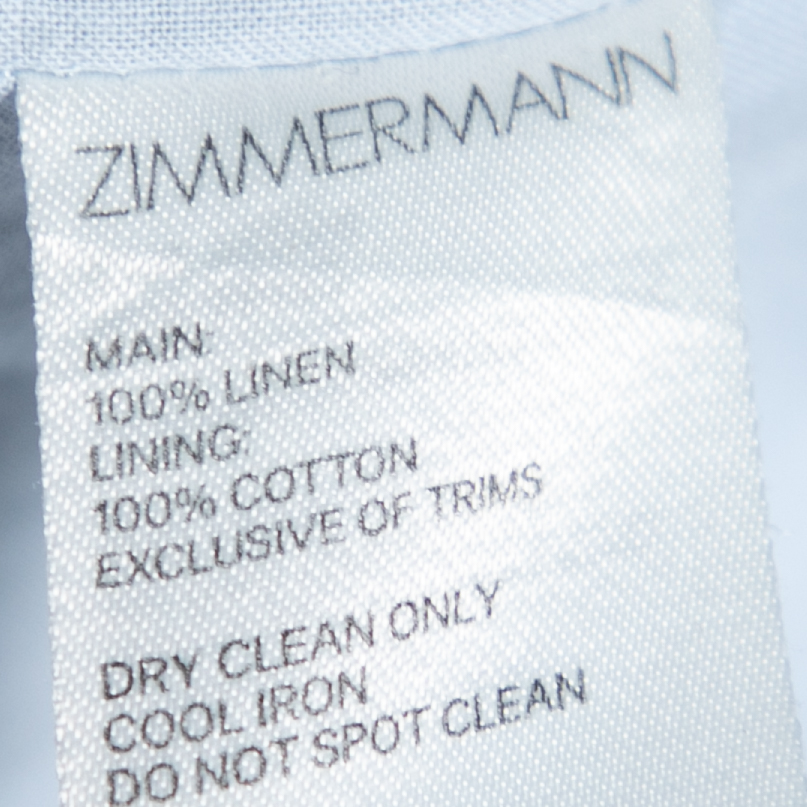 ZIMMERMANN
MAIN:
100% LINEN
LINING:
100% COTTON
EXCLUSIVE OF TRIMS
DRY CLEAN ONLY
COOL IRON
DO NOT SPOT CLEAN